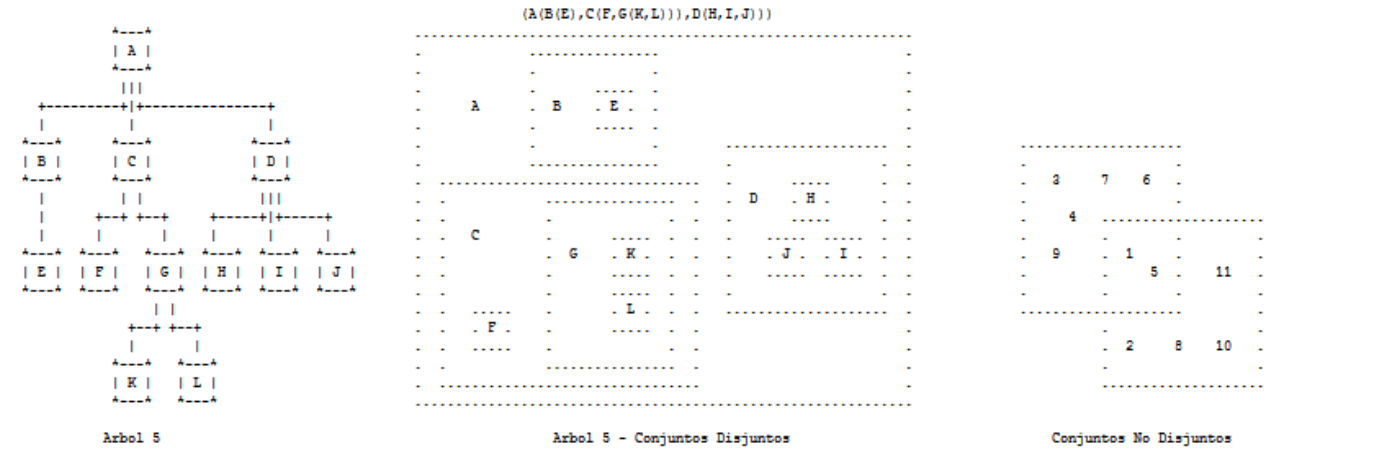 (A(B(E),C(F,G(K,L))),D(H,I,J)))
A
A B E
B C D
3 7 6
D H
4
C
G K J I 9 1
E F G H I J 5 11
L
F
2 8 10
K L
Arbol 5 Arbol 5 - Conjuntos Disjuntos Conjuntos No Disjuntos